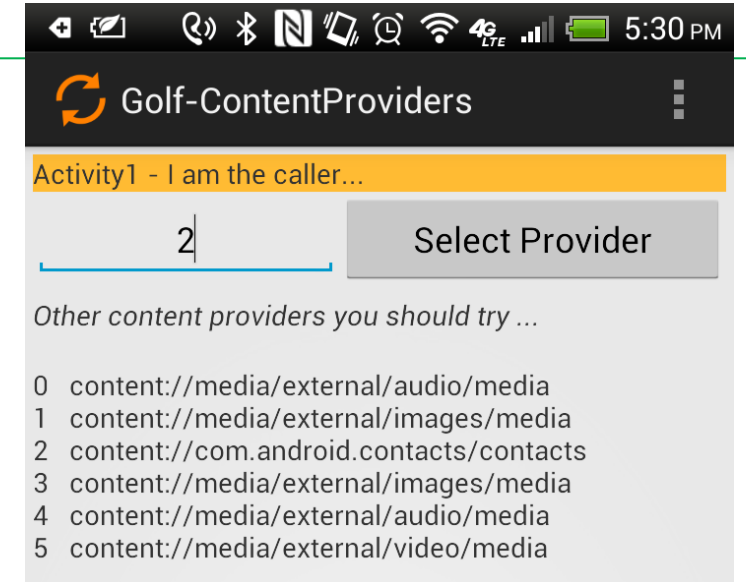 4G LTE 5:30 PM
Golf-ContentProviders
Activity1 - I am the caller...
2 Select Provider
Other content providers you should try ...
0 content://media/external/audio/media
1 content://media/external/images/media
2 content://com.android.contacts/contacts
3 content://media/external/images/media
4 content://media/external/audio/media
5 content://media/external/video/media